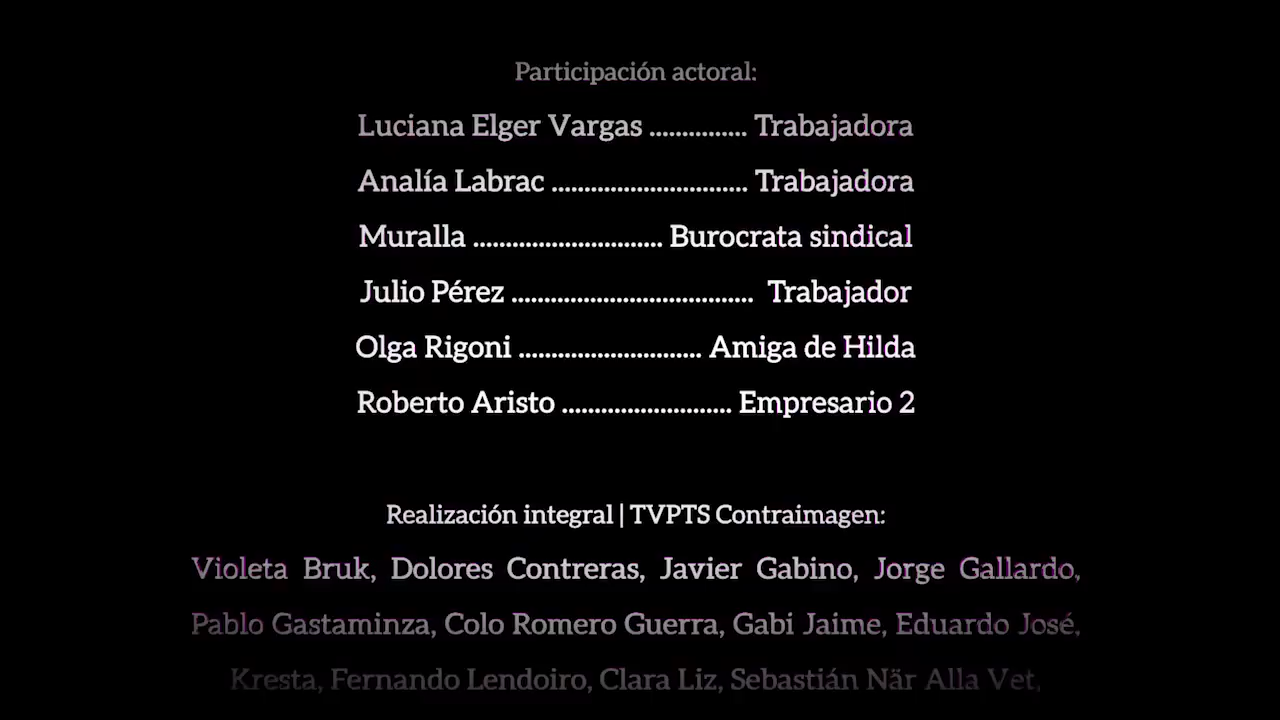 Participación actoral:
Luciana Elger Vargas ............... Trabajadora
Analía Labrac .............................. Trabajadora
Muralla ............................. Burocrata sindical
Julio Pérez ..................................... Trabajador
Olga Rigoni ............................ Amiga de Hilda
Roberto Aristo .......................... Empresario 2
Realización integral | TVPTS Contraimagen:
Violeta Bruk, Dolores Contreras, Javier Gabino, Jorge Gallardo,
Pablo Gastaminza, Colo Romero Guerra, Gabi Jaime, Eduardo José,
Kresta, Fernando Lendoiro, Clara Liz, Sebastián När Alla Vet,